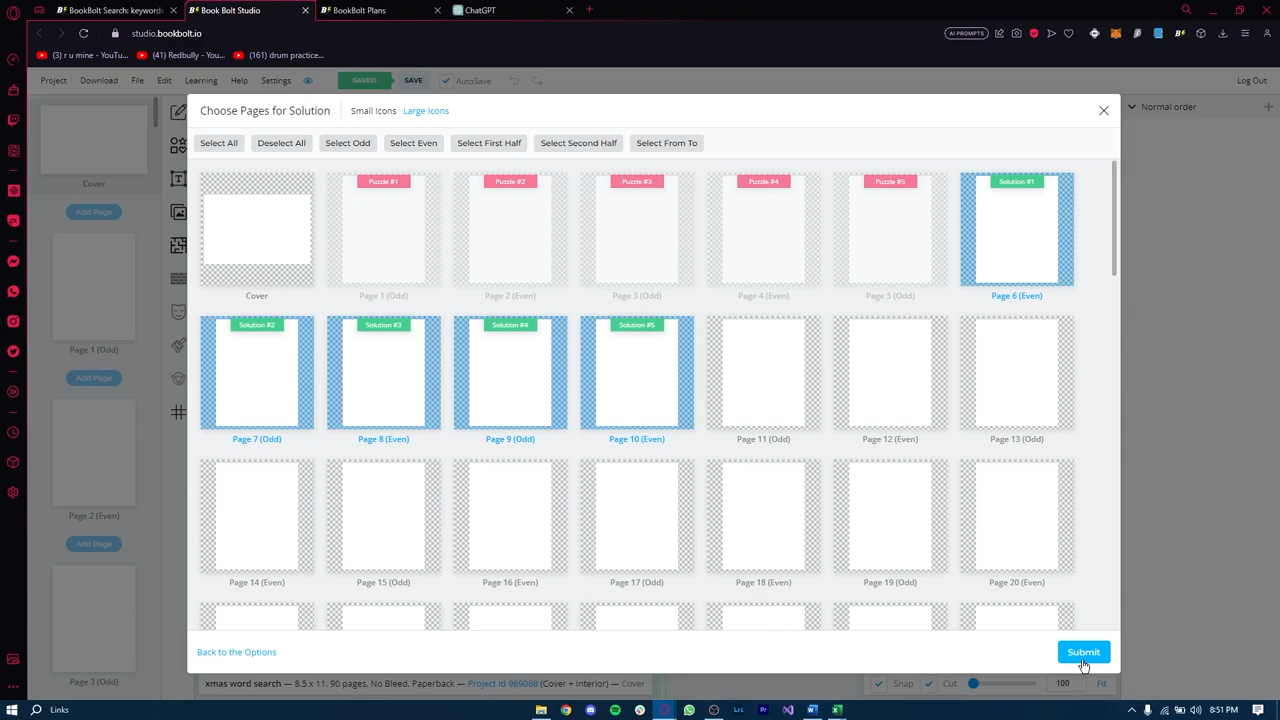 BookBolt Search: keywords
Book Bolt Studio
BookBolt Plans
ChatGPT
studio.bookbolt.io
AI PROMPTS
(3) r u mine - YouTu...
(41) Redbully - You...
(161) drum practice...
Project
Download
File
Edit
Learning
Help
Settings
SAVED
SAVE
AutoSave
Log Out
Choose Pages for Solution
Small Icons
Large Icons
Normal order
Select All
Deselect All
Select Odd
Select Even
Select First Half
Select Second Half
Select From To
Cover
Add Page
Page 1 (Odd)
Add Page
Page 2 (Even)
Add Page
Page 3 (Odd)
Puzzle #1
Puzzle #2
Puzzle #3
Puzzle #4
Puzzle #5
Solution #1
Cover
Page 1 (Odd)
Page 2 (Even)
Page 3 (Odd)
Page 4 (Even)
Page 5 (Odd)
Page 6 (Even)
Solution #2
Solution #3
Solution #4
Solution #5
Page 7 (Odd)
Page 8 (Even)
Page 9 (Odd)
Page 10 (Even)
Page 11 (Odd)
Page 12 (Even)
Page 13 (Odd)
Page 14 (Even)
Page 15 (Odd)
Page 16 (Even)
Page 17 (Odd)
Page 18 (Even)
Page 19 (Odd)
Page 20 (Even)
Back to the Options
Submit
xmas word search — 8.5 x 11, 90 pages, No Bleed, Paperback — Project Id 969088 (Cover + Interior) — Cover
Snap
Cut
100
Fit
Links
Lrc
Pr
8:51 PM